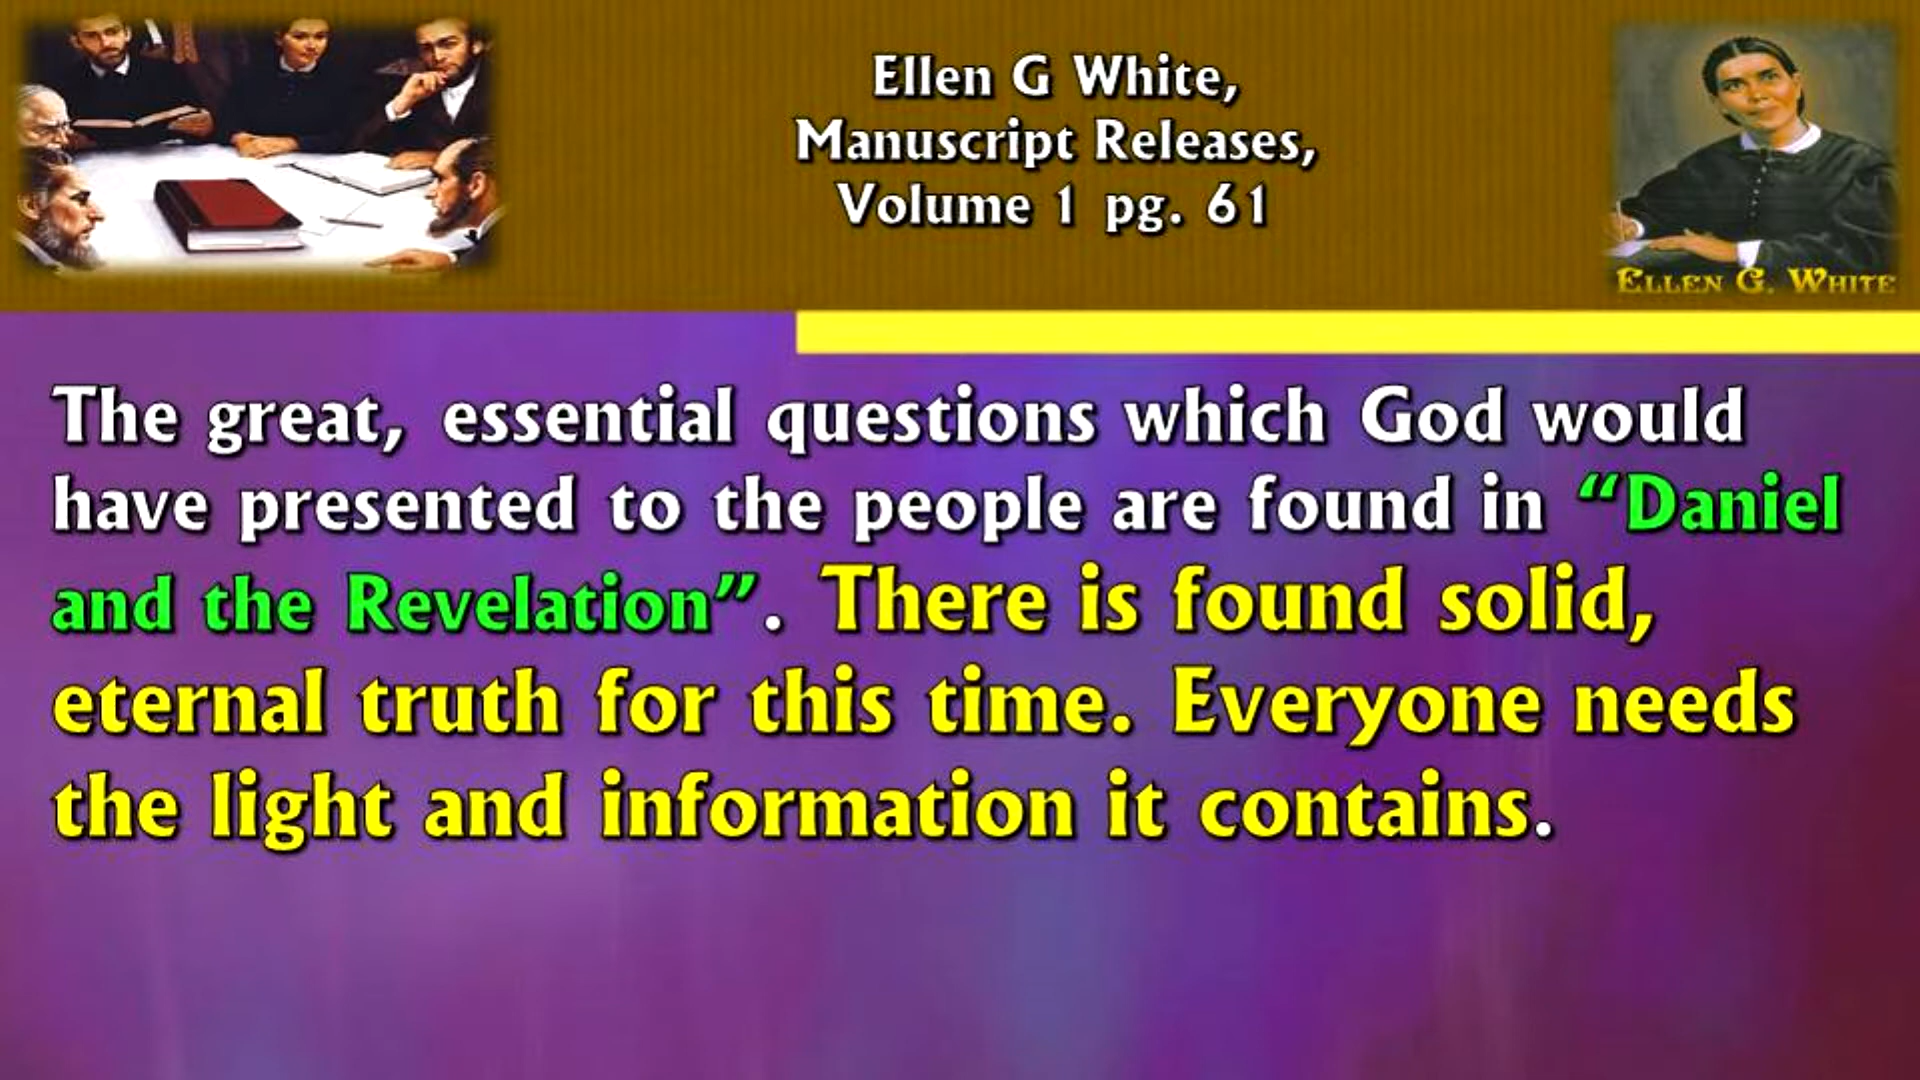 Ellen G White,
Manuscript Releases,
Volume 1 pg. 61
ELLEN G. WHITE
The great, essential questions which God would
have presented to the people are found in “Daniel
and the Revelation”. There is found solid,
eternal truth for this time. Everyone needs
the light and information it contains.